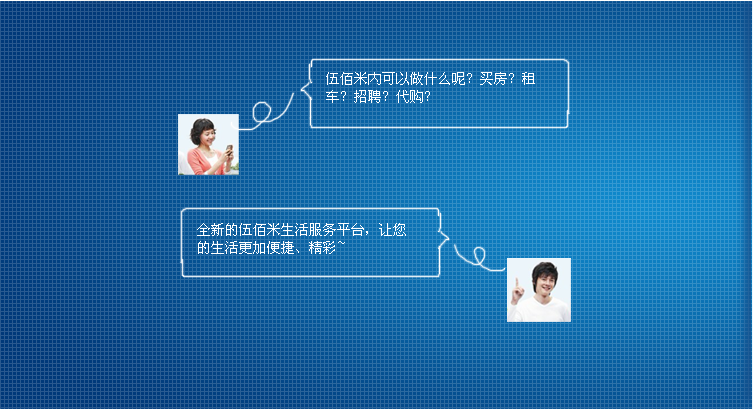 伍佰米内可以做什么呢？买房？租
车？招聘？代购？
全新的伍佰米生活服务平台，让您
的生活更加便捷、精彩~